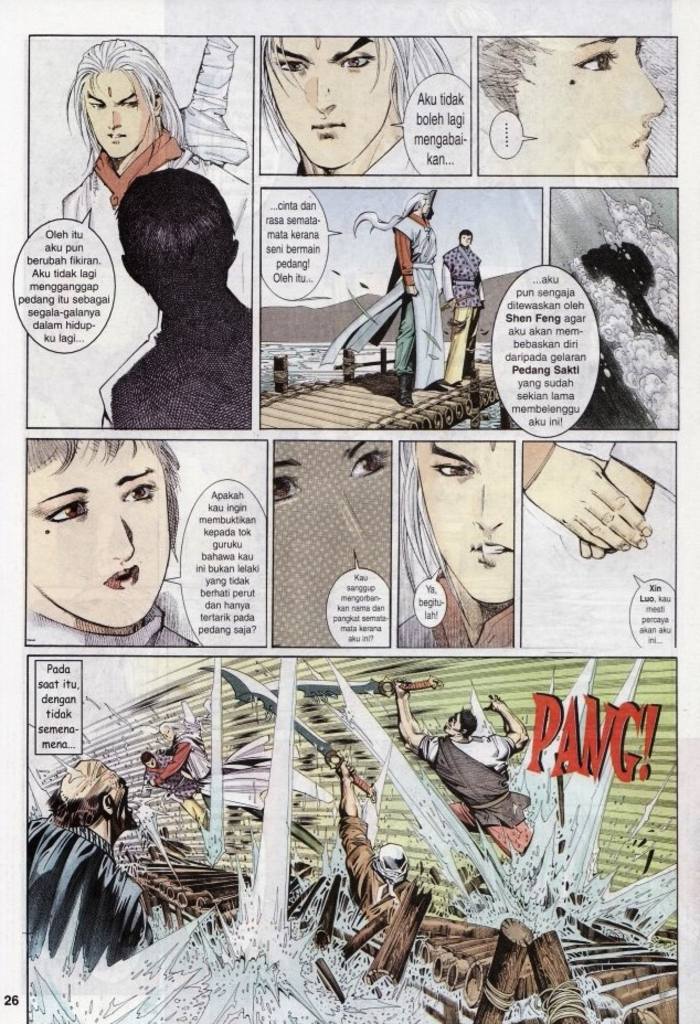 Oleh itu
aku pun
berubah fikiran.
Aku tidak lagi
mengganggap
pedang itu sebagai
segala-galanya
dalam hidup-
ku lagi...
Aku tidak
boleh lagi
mengabai-
kan...
......
...cinta dan
rasa semata-
mata kerana
seni bermain
pedang!
Oleh itu...
...aku
pun sengaja
ditewaskan oleh
Shen Feng agar
aku akan mem-
bebaskan diri
daripada gelaran
Pedang Sakti
yang sudah
sekian lama
membelenggu
aku ini!
Apakah
kau ingin
membuktikan
kepada tok
guruku
bahawa kau
ini bukan lelaki
yang tidak
berhati perut
dan hanya
tertarik pada
pedang saja?
Kau
sanggup
mengorban-
kan nama dan
pangkat semata-
mata kerana
aku ini?
Ya,
begitu-
lah!
Xin
Luo, kau
mesti
percaya
akan aku
ini...
Pada
saat itu,
dengan
tidak
semena-
mena...
PANG!
26